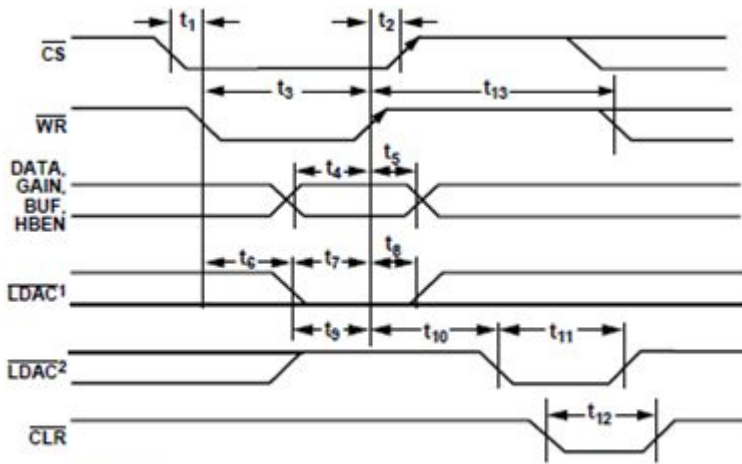 t1 t2
CS
t3 t13
WR
DATA,
GAIN,
BUF,
HBEN
t4 t5
t6 t7 t8
LDAC1
t9 t10 t11
LDAC2
t12
CLR